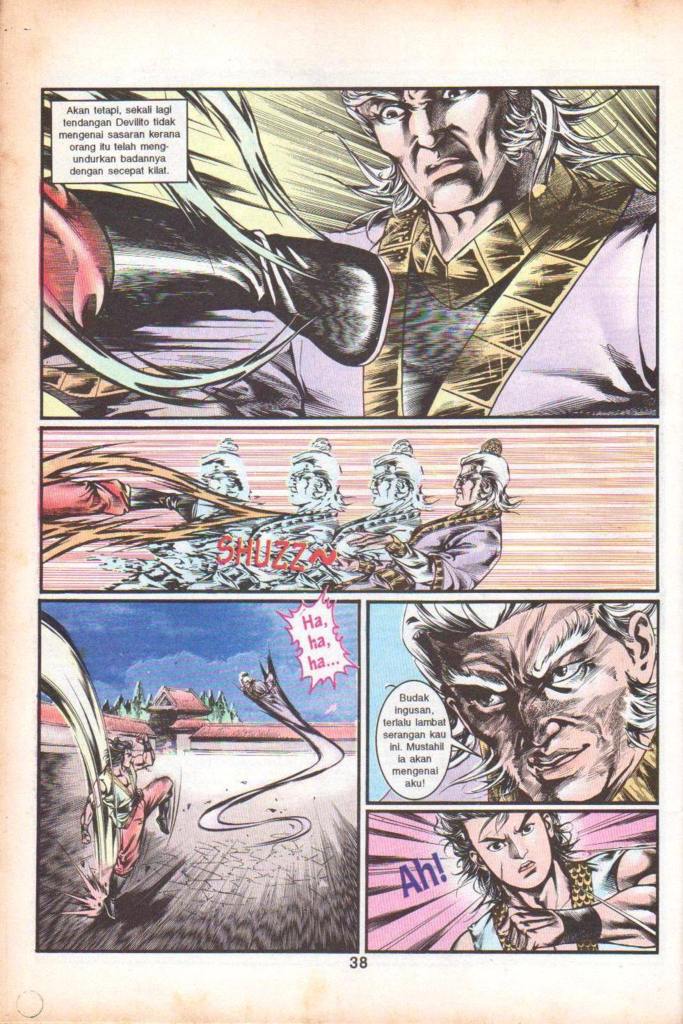 Akan tetapi, sekali lagi
tendangan Devilito tidak
mengenai sasaran kerana
orang itu telah meng-
undurkan badannya
dengan secepat kilat.
SHUZZ~
Ha,
ha,
ha...
Budak
ingusan,
terlalu lambat
serangan kau
ini. Mustahil
ia akan
mengenai
aku!
Ah!
38